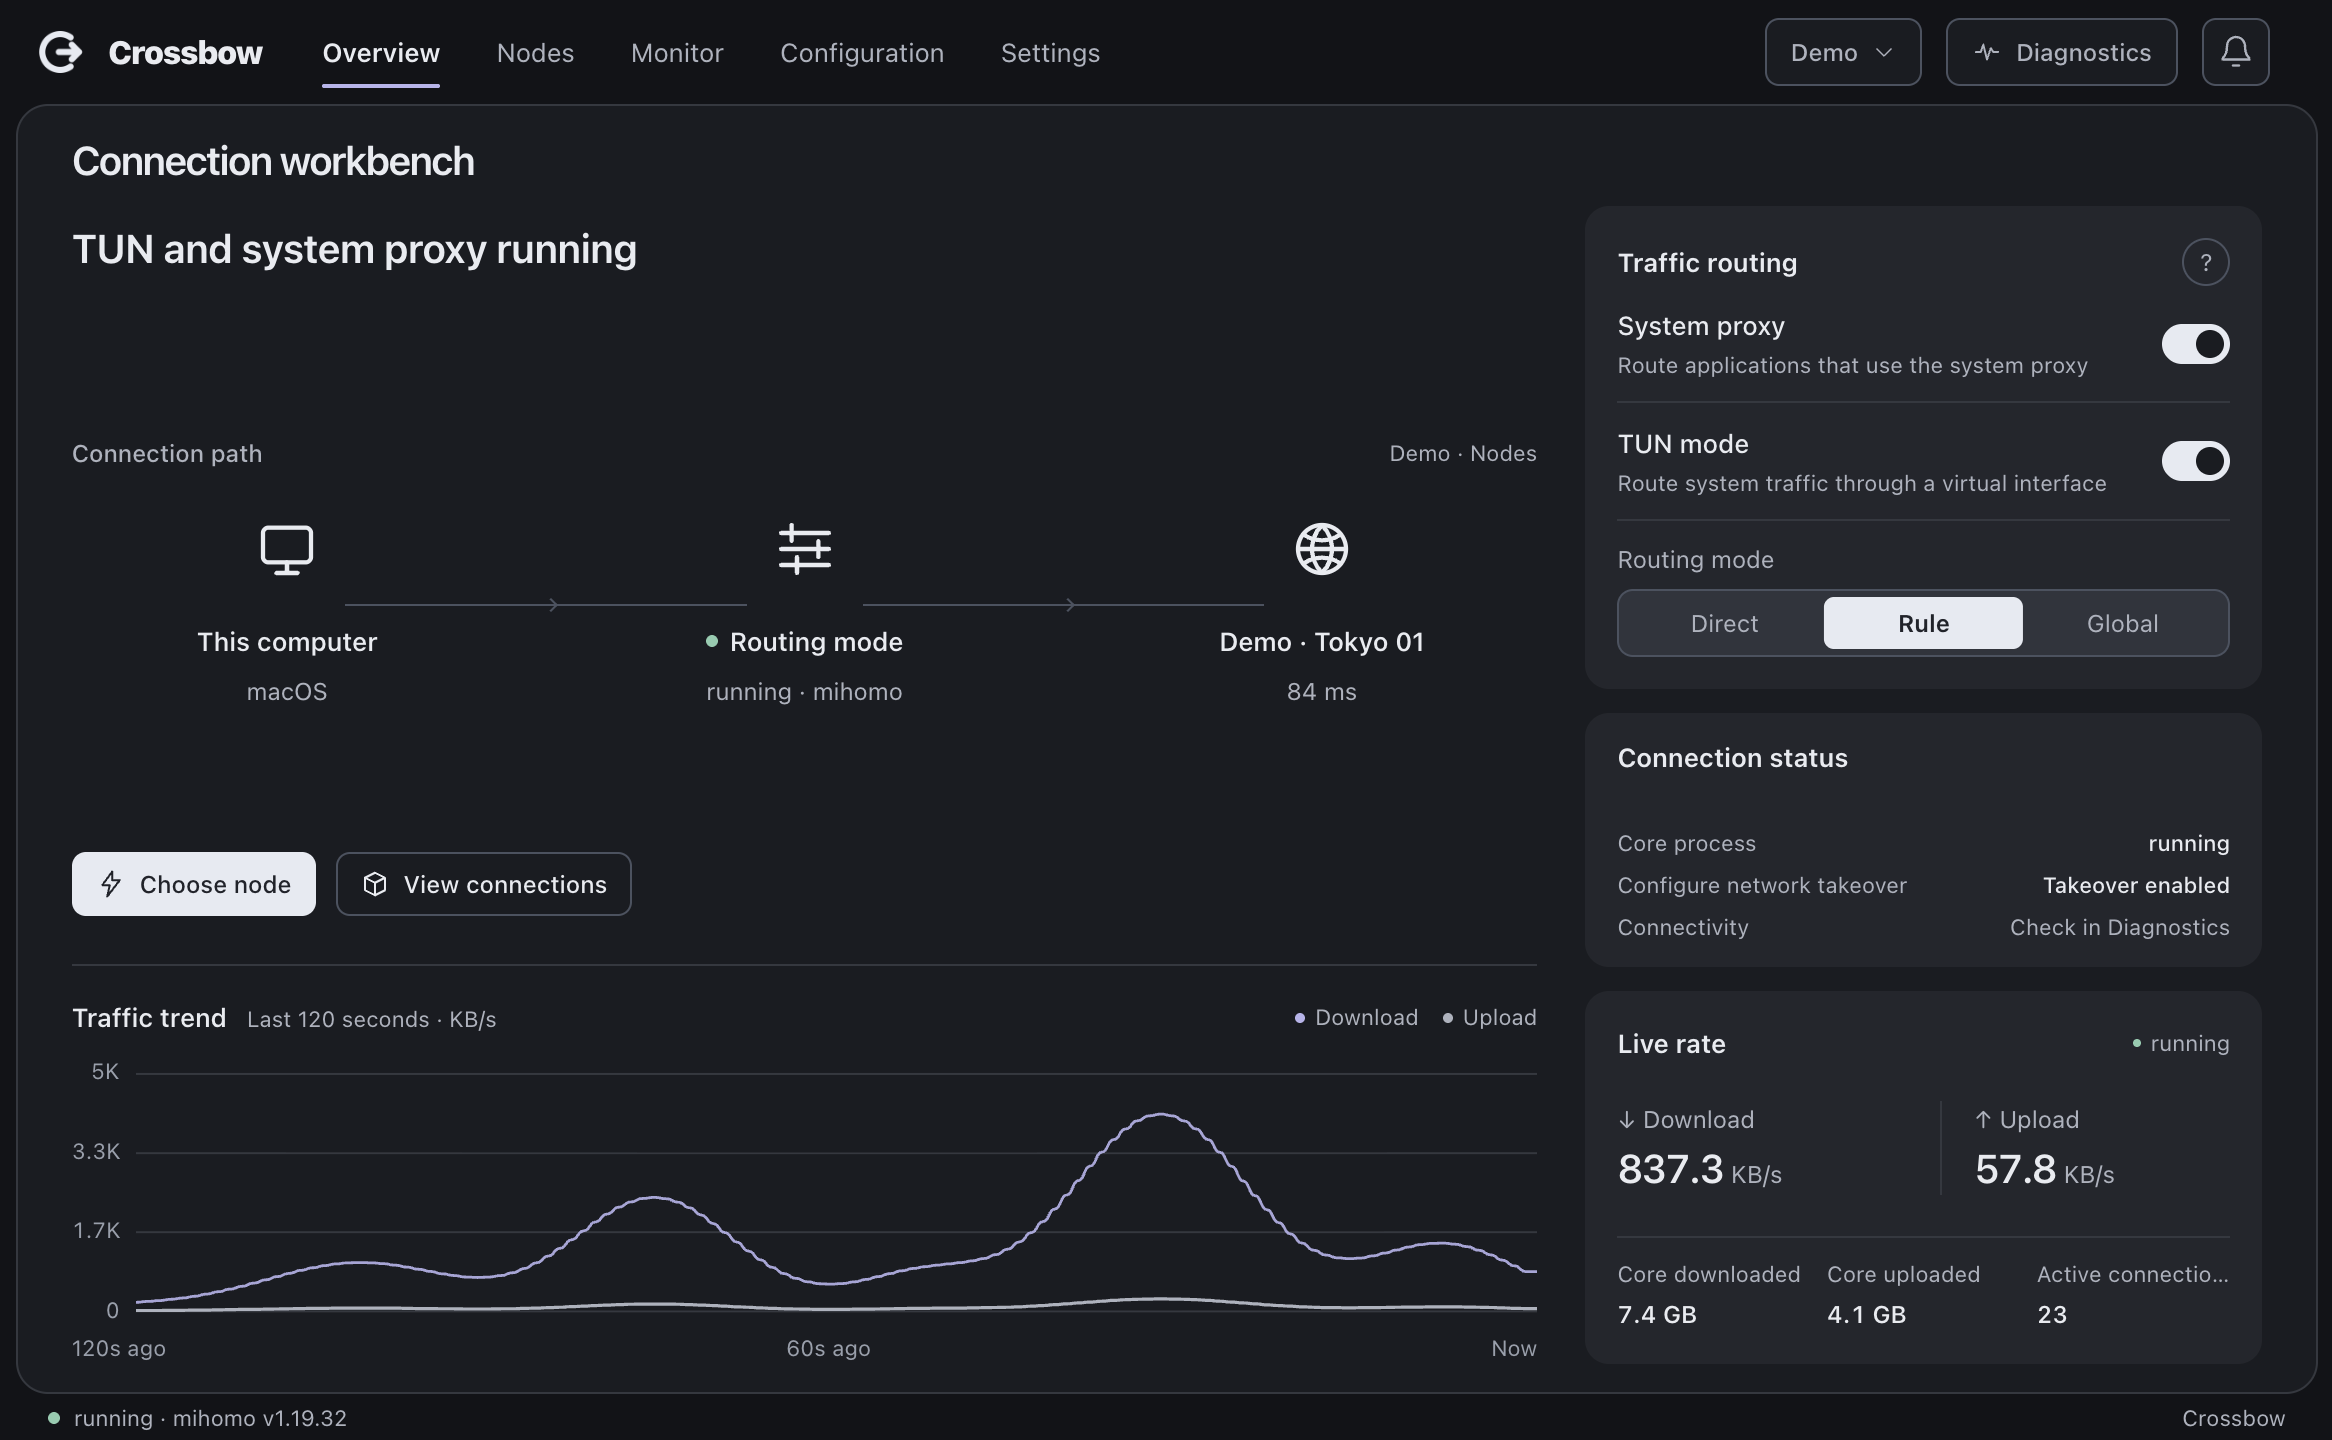 Crossbow
Overview
Nodes
Monitor
Configuration
Settings
Demo
Diagnostics
Connection workbench
TUN and system proxy running
Connection path
Demo · Nodes
This computer
macOS
Routing mode
running · mihomo
Demo · Tokyo 01
84 ms
Choose node
View connections
Traffic trend
Last 120 seconds · KB/s
Download
Upload
5K
3.3K
1.7K
0
120s ago
60s ago
Now
Traffic routing
?
System proxy
Route applications that use the system proxy
TUN mode
Route system traffic through a virtual interface
Routing mode
Direct
Rule
Global
Connection status
Core process
running
Configure network takeover
Takeover enabled
Connectivity
Check in Diagnostics
Live rate
running
↓ Download
837.3 KB/s
↑ Upload
57.8 KB/s
Core downloaded
7.4 GB
Core uploaded
4.1 GB
Active connectio...
23
running · mihomo v1.19.32
Crossbow